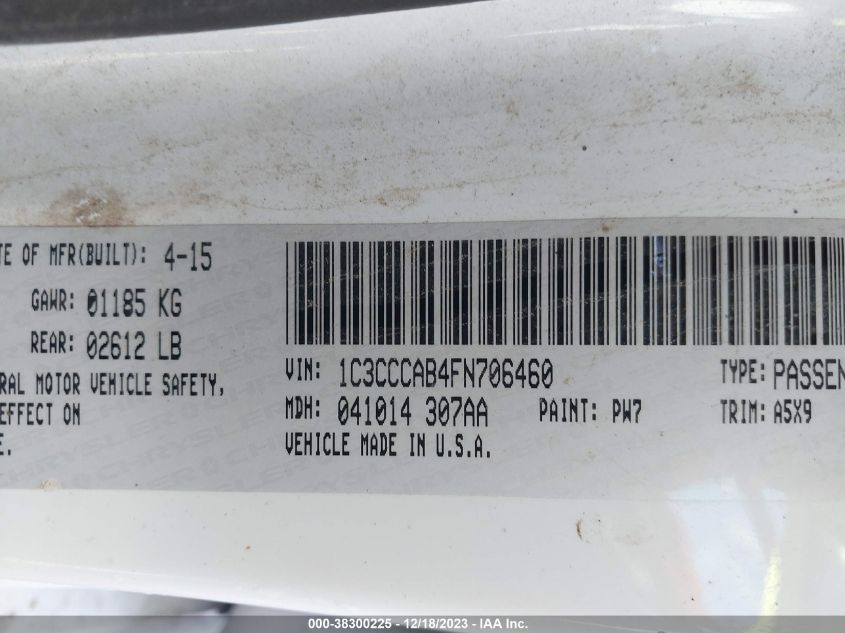 TE OF MFR(BUILT): 4-15
GAWR: 01185 KG
REAR: 02612 LB
RAL MOTOR VEHICLE SAFETY,
EFFECT ON
E.
VIN: 1C3CCCAB4FN706460
TYPE: PASSEN
MDH: 041014 307AA PAINT: PW7 TRIM: A5X9
VEHICLE MADE IN U.S.A.
000-38300225 - 12/18/2023 - IAA Inc.